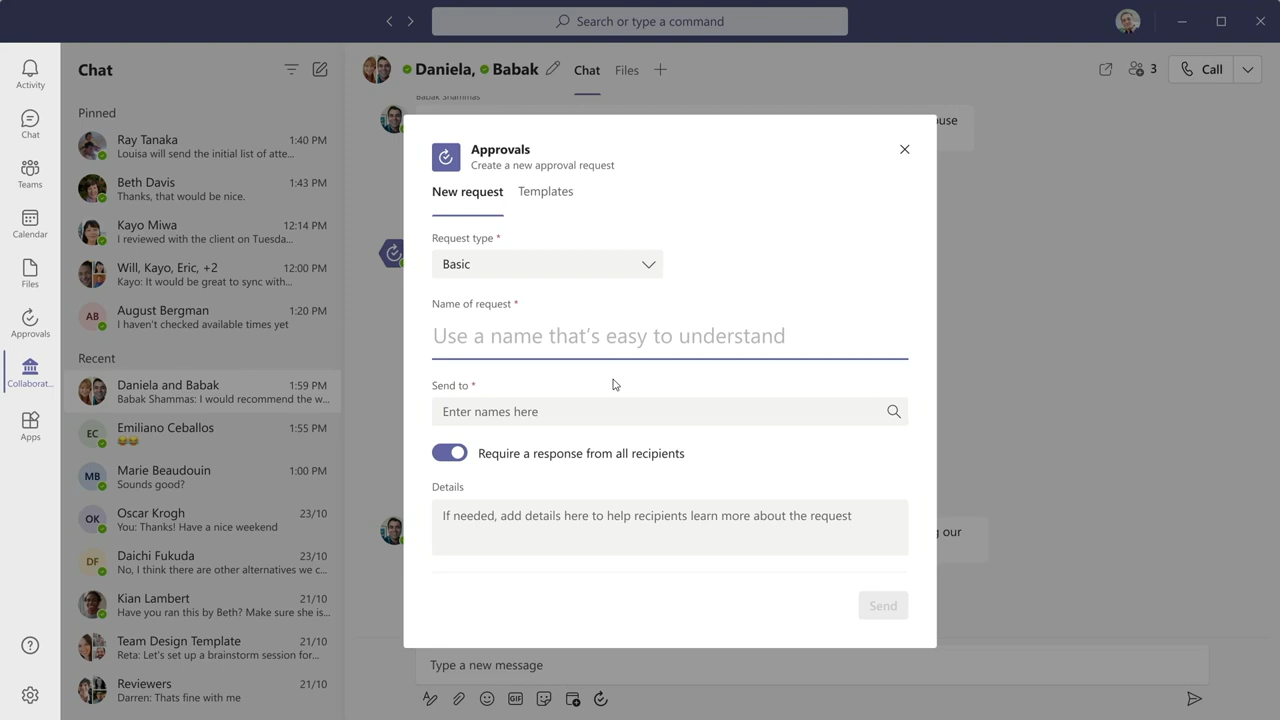 Search or type a command
Activity
Chat
Teams
Calendar
Files
Approvals
Collaborat...
Apps
Chat
Pinned
Ray Tanaka 1:40 PM
Louisa will send the initial list of atte...
Beth Davis 1:43 PM
Thanks, that would be nice.
Kayo Miwa 12:14 PM
I reviewed with the client on Tuesda...
Will, Kayo, Eric, +2 12:00 PM
Kayo: It would be great to sync with...
AB
August Bergman 1:20 PM
I haven't checked available times yet
Recent
Daniela and Babak 1:59 PM
Babak Shammas: I would recommend the w...
EC
Emiliano Ceballos 1:55 PM
MB
Marie Beaudouin 1:00 PM
Sounds good?
OK
Oscar Krogh 23/10
You: Thanks! Have a nice weekend
DF
Daichi Fukuda 23/10
No, I think there are other alternatives we c...
Kian Lambert 21/10
Have you ran this by Beth? Make sure she is...
Team Design Template 21/10
Reta: Let's set up a brainstorm session for...
Reviewers 21/10
Darren: Thats fine with me
Daniela, Babak Chat Files 3 Call
Babak Shammas
Approvals
Create a new approval request
New request Templates
Request type *
Basic
Name of request *
Use a name that's easy to understand
Send to *
Enter names here
Require a response from all recipients
Details
If needed, add details here to help recipients learn more about the request
Send
our
Type a new message
GIF